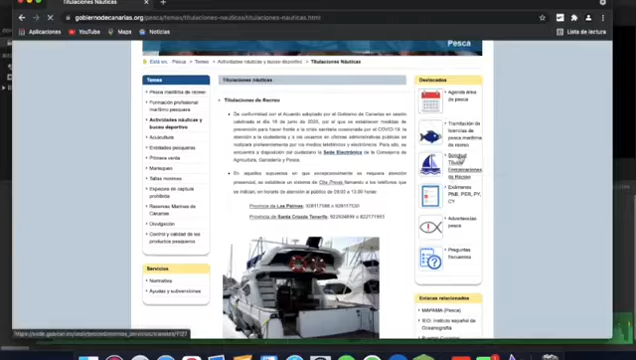 Titulaciones Náuticas
gobiernodecanarias.org/pesca/temas/titulaciones-nauticas/titulaciones-nauticas.html
Aplicaciones YouTube Maps Noticias Lista de lectura
Pesca
Está en: Pesca Temas Actividades náuticas y buceo deportivo Titulaciones Náuticas
Temas
Pesca marítima de recreo
Formación profesional
marítimo pesquera
Actividades náuticas y
buceo deportivo
Acuicultura
Entidades pesqueras
Primera venta
Marisqueo
Tallas mínimas
Especies de captura
prohibida
Reservas Marinas de
Canarias
Divulgación
Control y calidad de los
productos pesqueros
Servicios
Normativa
Ayudas y subvenciones
Titulaciones náuticas
Titulaciones de Recreo
De conformidad con el Acuerdo adoptado por el Gobierno de Canarias en sesión
celebrada el día 19 de junio de 2020, por el que se establecen medidas de
prevención para hacer frente a la crisis sanitaria ocasionada por el COVID-19, la
atención a la ciudadanía y a los usuarios en oficinas administrativas públicas se
realizará preferentemente por los medios telefónicos y electrónicos. Para ello, se
encuentra a disposición del ciudadano la Sede Electrónica de la Consejería de
Agricultura, Ganadería y Pesca.
En aquellos supuestos en que excepcionalmente se requiera atención
presencial, se establece un sistema de Cita Previa llamando a los teléfonos que
se indican, en horario de atención al público de 09:00 a 13:00 horas:
Provincia de Las Palmas:
Provincia de Santa Cruz de Tenerife:
Destacados
Agenda área
de pesca
Tramitación de
licencias de
pesca marítima
de recreo
Títulos
de Recreo
Exámenes
PNB, PER, PY,
CY
Advertencias
pesca
Preguntas
frecuentes
Enlaces relacionados
MAPAMA (Pesca)
IEO: Instituto español de
Oceanografía